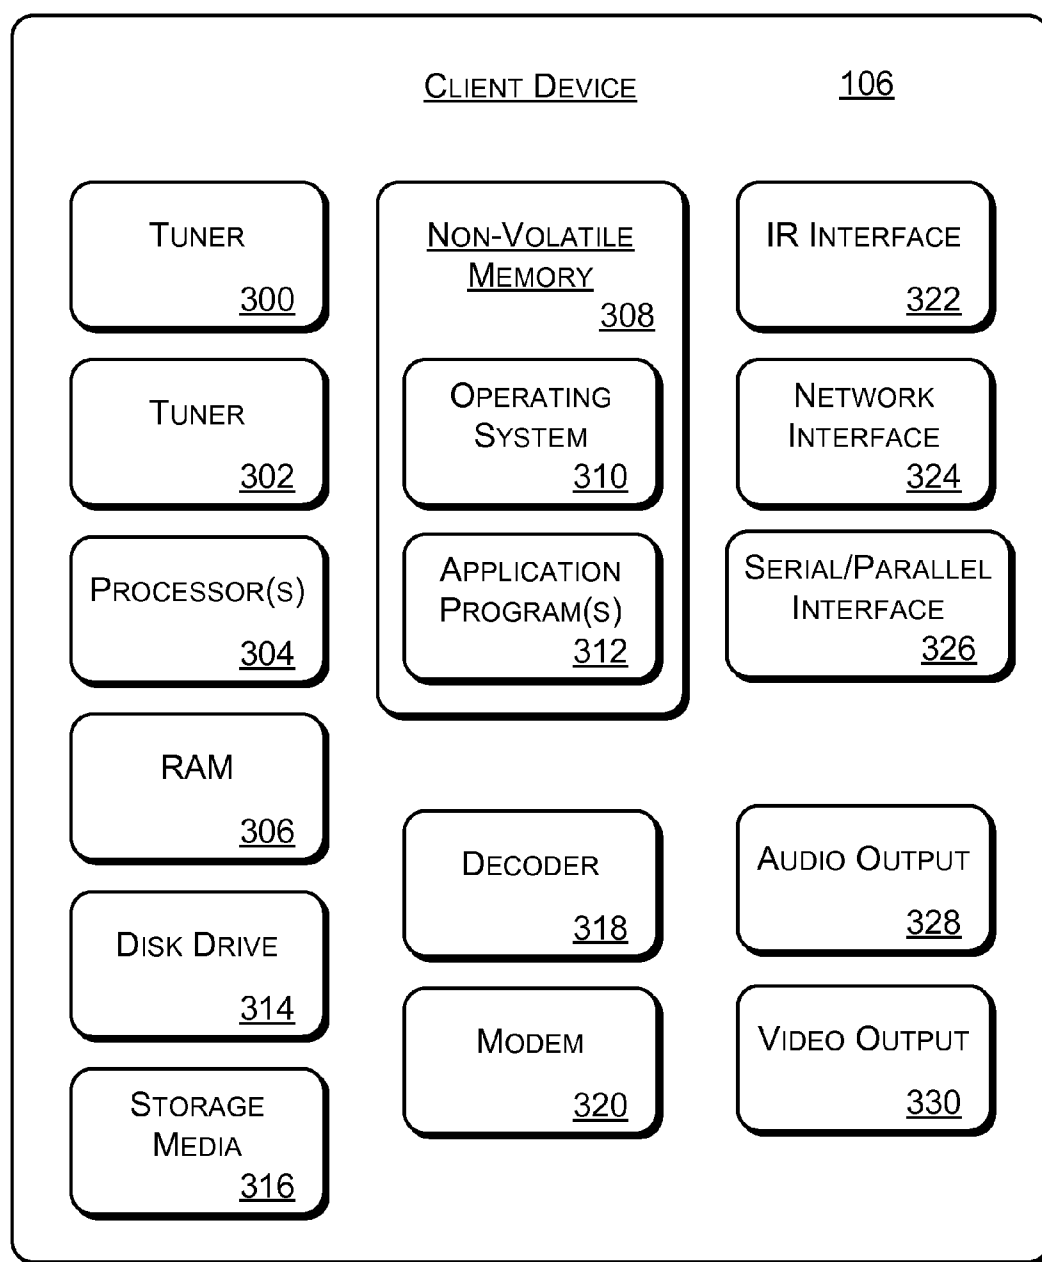 CLIENT DEVICE 106
TUNER
300
TUNER
302
PROCESSOR(S)
304
RAM
306
DISK DRIVE
314
STORAGE
MEDIA
316
NON-VOLATILE
MEMORY
308
OPERATING
SYSTEM
310
APPLICATION
PROGRAM(S)
312
DECODER
318
MODEM
320
IR INTERFACE
322
NETWORK
INTERFACE
324
SERIAL/PARALLEL
INTERFACE
326
AUDIO OUTPUT
328
VIDEO OUTPUT
330